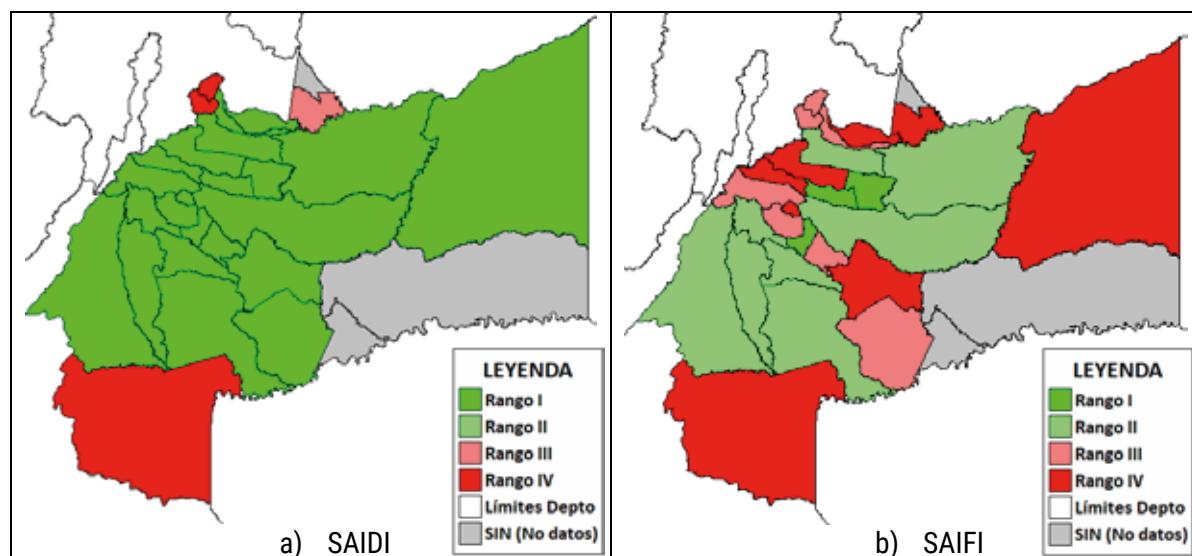 LEYENDA
Rango I
Rango II
Rango III
Rango IV
Límites Depto
SIN (No datos)
a) SAIDI
LEYENDA
Rango I
Rango II
Rango III
Rango IV
Límites Depto
SIN (No datos)
b) SAIFI